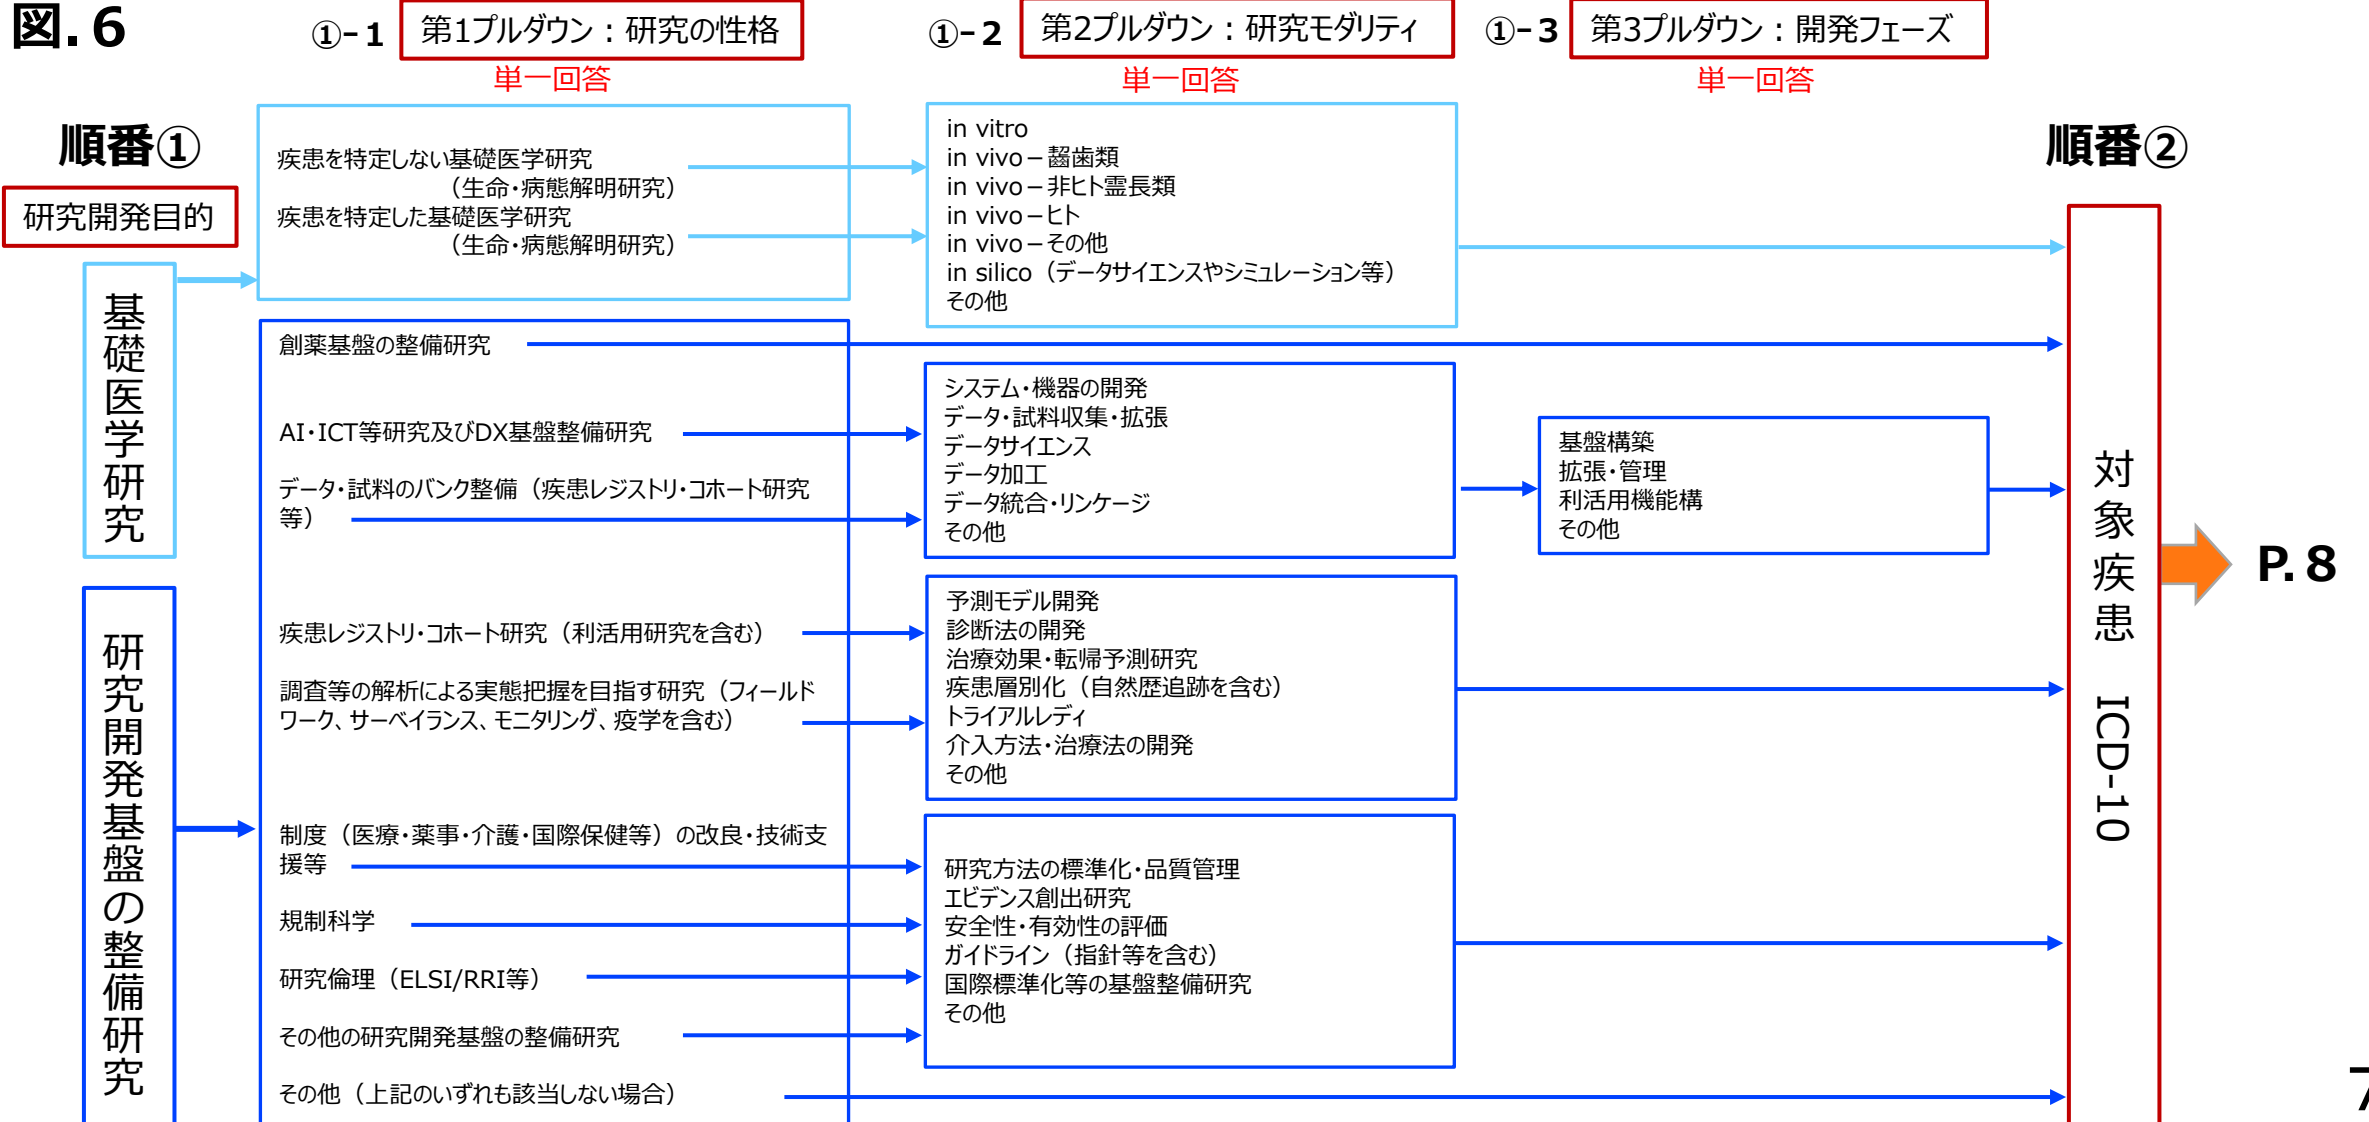 図.6
①-1
第1プルダウン：研究の性格
単一回答
①-2
第2プルダウン：研究モダリティ
単一回答
①-3
第3プルダウン：開発フェーズ
単一回答
順番①
研究開発目的
基礎医学研究
疾患を特定しない基礎医学研究
（生命・病態解明研究）
疾患を特定した基礎医学研究
（生命・病態解明研究）
in vitro
in vivo－齧歯類
in vivo－非ヒト霊長類
in vivo－ヒト
in vivo－その他
in silico（データサイエンスやシミュレーション等）
その他
研究開発基盤の整備研究
創薬基盤の整備研究
AI・ICT等研究及びDX基盤整備研究
データ・試料のバンク整備（疾患レジストリ・コホート研究
等）
システム・機器の開発
データ・試料収集・拡張
データサイエンス
データ加工
データ統合・リンケージ
その他
基盤構築
拡張・管理
利活用機能構
その他
疾患レジストリ・コホート研究（利活用研究を含む）
調査等の解析による実態把握を目指す研究（フィールド
ワーク、サーベイランス、モニタリング、疫学を含む）
予測モデル開発
診断法の開発
治療効果・転帰予測研究
疾患層別化（自然歴追跡を含む）
トライアルレディ
介入方法・治療法の開発
その他
制度（医療・薬事・介護・国際保健等）の改良・技術支
援等
規制科学
研究倫理（ELSI/RRI等）
その他の研究開発基盤の整備研究
その他（上記のいずれも該当しない場合）
研究方法の標準化・品質管理
エビデンス創出研究
安全性・有効性の評価
ガイドライン（指針等を含む）
国際標準化等の基盤整備研究
その他
順番②
対象疾患　ICD-10
P.8
7